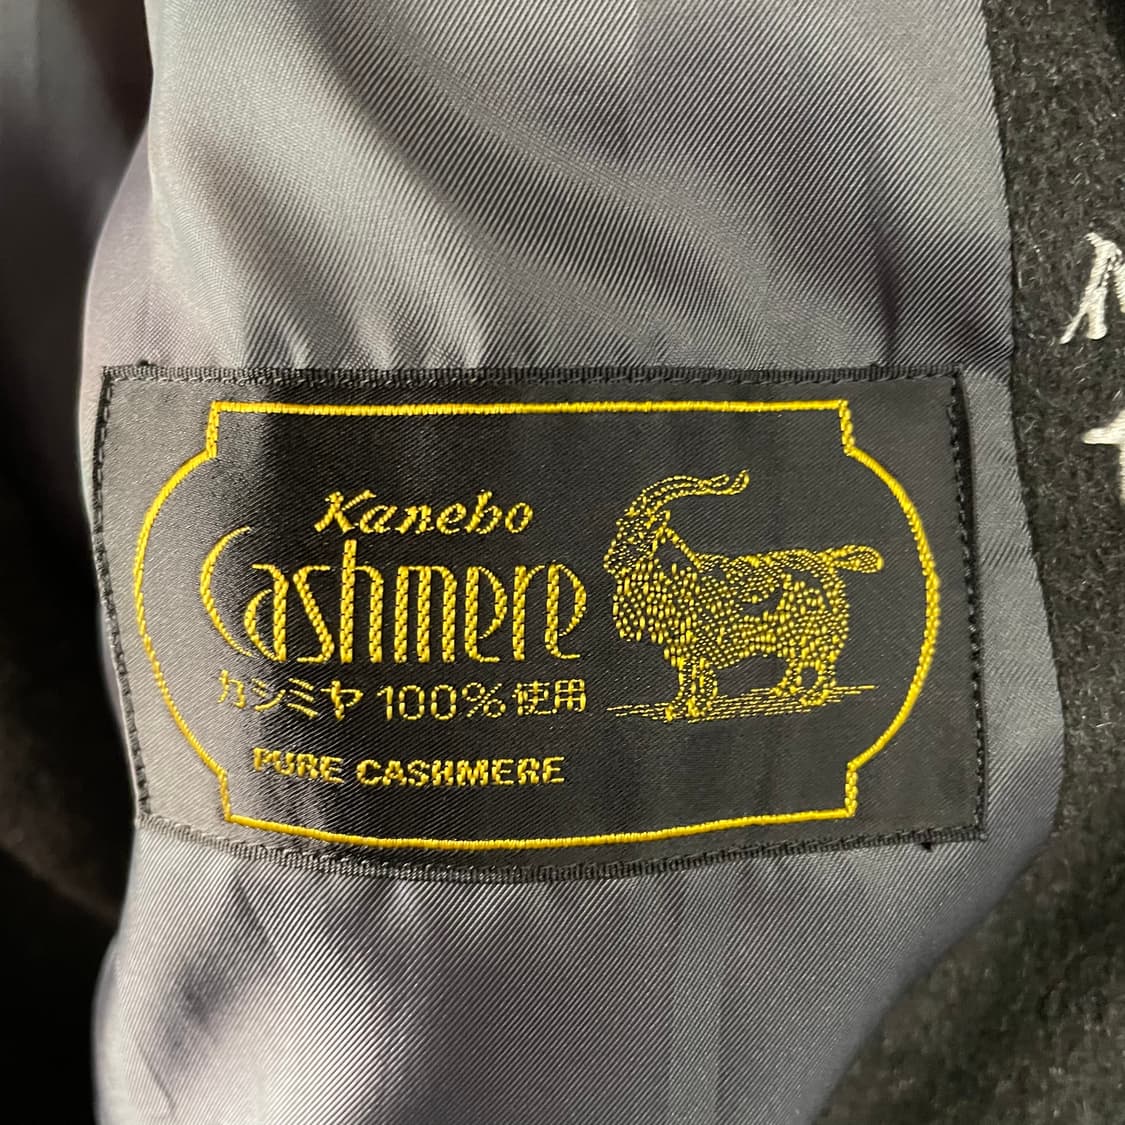 Kanebo
Cashmere
カシミヤ 100%使用
PURE CASHMERE